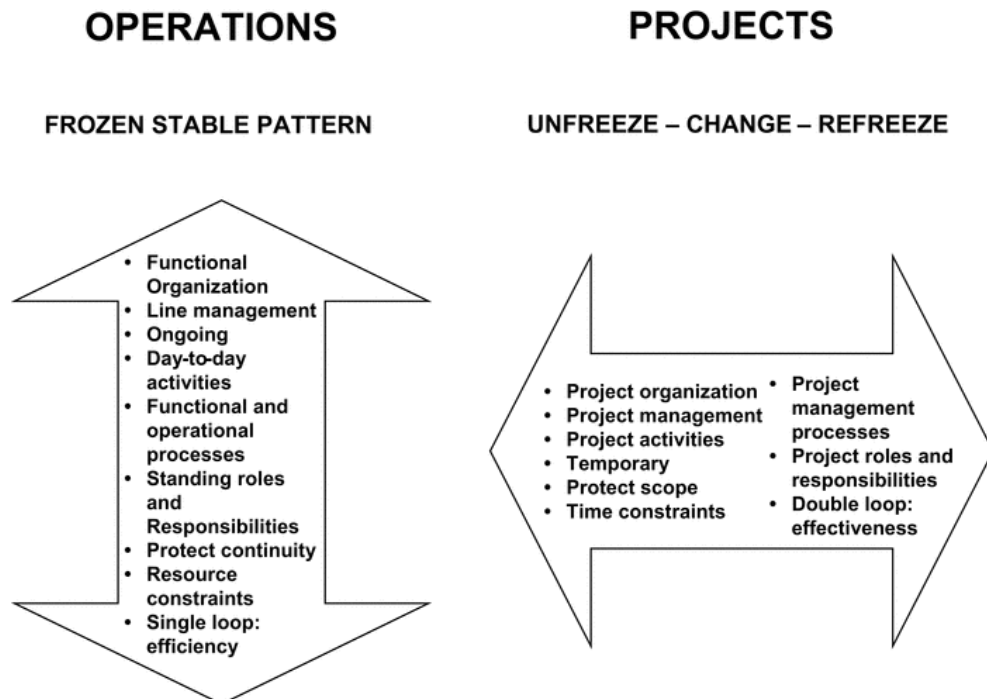 OPERATIONS
PROJECTS
FROZEN STABLE PATTERN
UNFREEZE – CHANGE – REFREEZE
• Functional
Organization
• Line management
• Ongoing
• Day-to-day
activities
• Functional and
operational
processes
• Standing roles
and
Responsibilities
• Protect continuity
• Resource
constraints
• Single loop:
efficiency
• Project organization
• Project management
• Project activities
• Temporary
• Protect scope
• Time constraints
• Project
management
processes
• Project roles and
responsibilities
• Double loop:
effectiveness